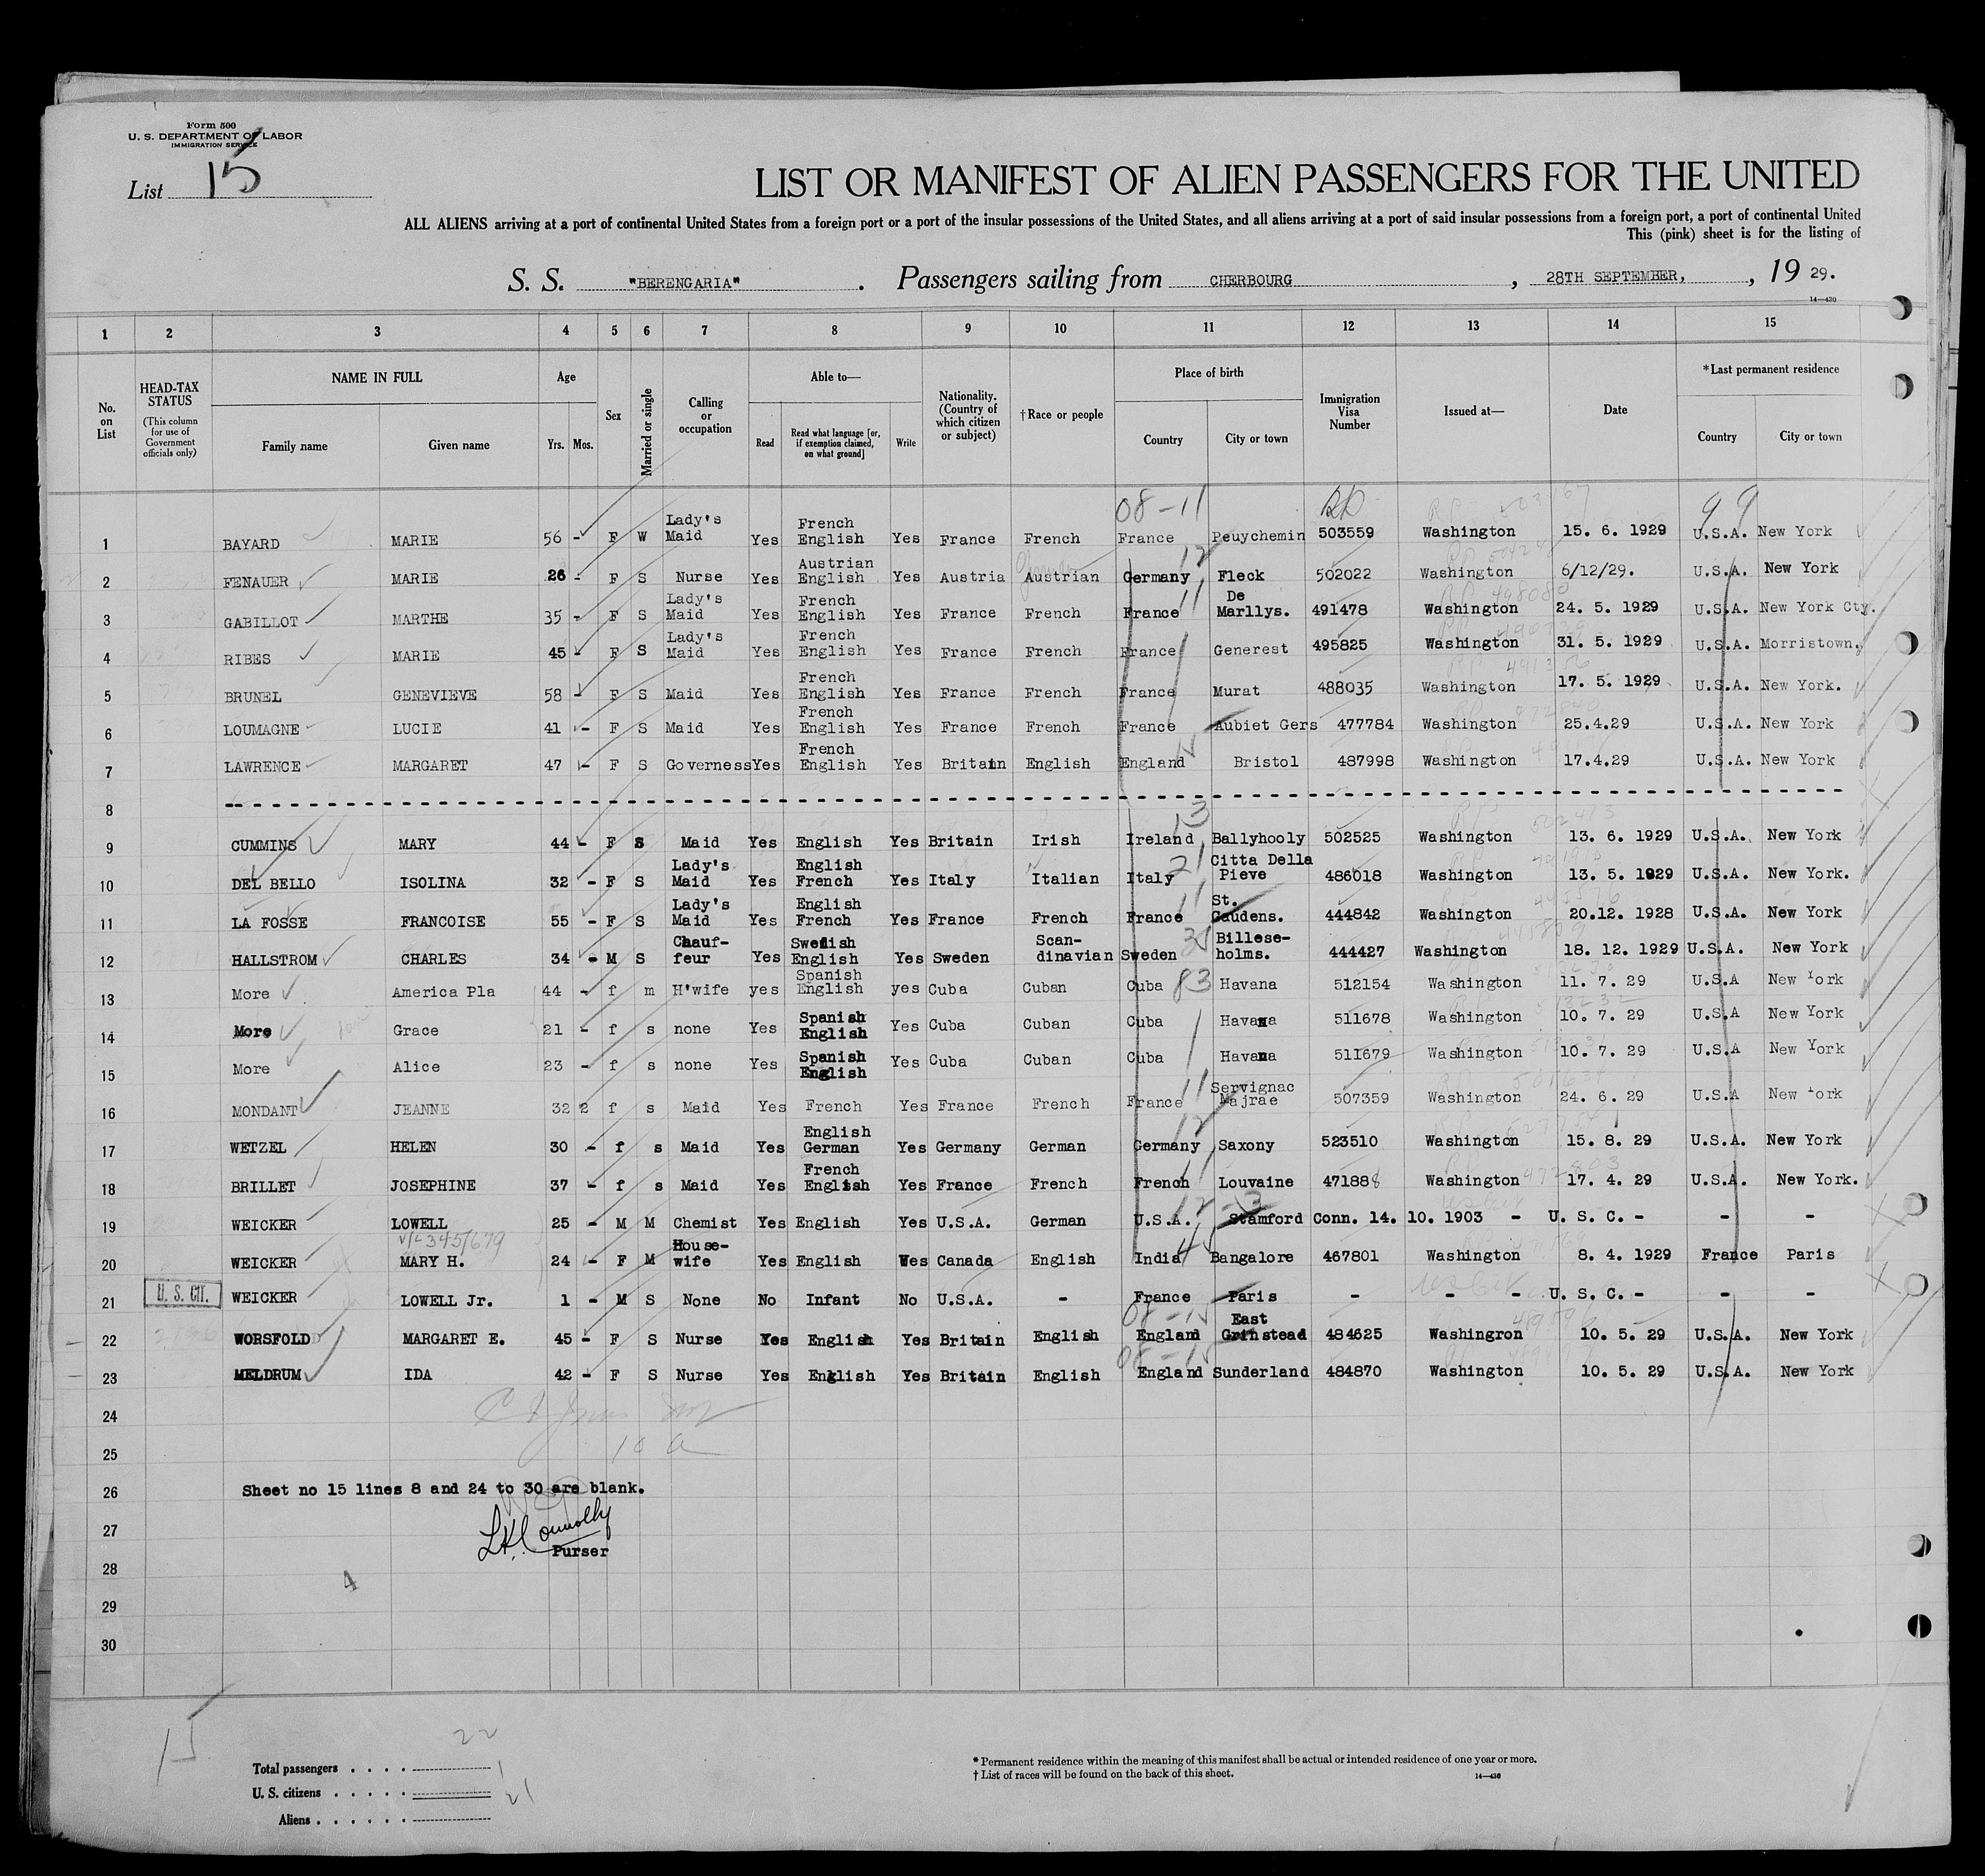 Form 500
U. S. DEPARTMENT OF LABOR
IMMIGRATION SERVICE
List 15
LIST OR MANIFEST OF ALIEN PASSENGERS FOR THE UNITED
ALL ALIENS arriving at a port of continental United States from a foreign port or a port of the insular possessions of the United States, and all aliens arriving at a port of said insular possessions from a foreign port, a port of continental United
This (pink) sheet is for the listing of
S. S. "BERENGARIA". Passengers sailing from CHERBOURG, 28TH SEPTEMBER, , 19 29.
14—430
1 2 3 4 5 6 7 8 9 10 11 12 13 14 15
No. on List
HEAD-TAX STATUS (This column for use of Government officials only)
NAME IN FULL
Family name Given name
Age
Yrs. Mos.
Sex
Married or single
Calling or occupation
Able to—
Read
Read what language [or, if exemption claimed, on what ground]
Write
Nationality. (Country of which citizen or subject)
†Race or people
Place of birth
Country City or town
Immigration Visa Number
Issued at—
Date
*Last permanent residence
Country City or town
08-11 99
1 BAYARD MARIE 56 - F W Lady's Maid Yes French English Yes France French France Peuychemin 503559 Washington 15. 6. 1929 U.S.A. New York
2 FENAUER MARIE 26 - F S Nurse Yes Austrian English Yes Austria Austrian German Germany 12 Fleck 502022 Washington 6/12/29. U.S.A. New York
3 GABILLOT MARTHE 35 - F S Lady's Maid Yes French English Yes France French France 11 De Marllys. 491478 Washington 24. 5. 1929 U.S.A. New York Cty.
4 RIBES MARIE 45 - F S Lady's Maid Yes French English Yes France French France Generest 495825 Washington 31. 5. 1929 U.S.A. Morristown.
5 BRUNEL GENEVIEVE 58 - F S Maid Yes French English Yes France French France Murat 488035 Washington 17. 5. 1929 U.S.A. New York.
6 LOUMAGNE LUCIE 41 - F S Maid Yes French English Yes France French France Aubiet Gers 477784 Washington 25.4.29 U.S.A. New York
7 LAWRENCE MARGARET 47 - F S Governess Yes French English Yes Britain English England Bristol 487998 Washington 17.4.29 U.S.A. New York
8
9 CUMMINS MARY 44 - F S Maid Yes English Yes Britain Irish Ireland 13 Ballyhooly 502525 Washington 13. 6. 1929 U.S.A. New York
10 DEL BELLO ISOLINA 32 - F S Lady's Maid Yes English French Yes Italy Italian Italy 21 Citta Della Pieve 486018 Washington 13. 5. 1929 U.S.A. New York.
11 LA FOSSE FRANCOISE 55 - F S Lady's Maid Yes English French Yes France French France 11 St. Gaudens. 444842 Washington 20.12. 1928 U.S.A. New York
12 HALLSTROM CHARLES 34 - M S Chauf-feur Yes Swedish English Yes Sweden Scan-dinavian Sweden Billese-holms. 444427 Washington 18. 12. 1929 U.S.A. New York
13 More America Pla 44 - f m H'wife yes Spanish English yes Cuba Cuban Cuba 83 Havana 512154 Washington 11. 7. 29 U.S.A New York
14 More Grace 21 - f s none Yes Spanish English Yes Cuba Cuban Cuba Havana 511678 Washington 10. 7. 29 U.S.A New York
15 More Alice 23 - f s none Yes Spanish English Yes Cuba Cuban Cuba Havana 511679 Washington 10. 7. 29 U.S.A New York
16 MONDANT JEANNE 32 2 f s Maid Yes French Yes France French France 11 Servignac Majrae 507359 Washington 24. 6. 29 U.S.A New York
17 WETZEL HELEN 30 - f s Maid Yes English German Yes Germany German Germany 12 Saxony 523510 Washington 15. 8. 29 U.S.A. New York
18 BRILLET JOSEPHINE 37 - f s Maid Yes French English Yes France French French 11 Louvaine 471888 Washington 17. 4. 29 U.S.A. New York.
19 WEICKER LOWELL 25 - M M Chemist Yes English Yes U.S.A. German U.S.A. Stamford Conn. 14. 10. 1903 - U. S. C. - - -
20 WEICKER MARY H. 24 - F M House-wife Yes English Yes Canada English India Bangalore 467801 Washington 8. 4. 1929 France Paris
21 U. S. CIT. WEICKER LOWELL Jr. 1 - M S None No Infant No U.S.A. - France Paris - - - U. S. C. - - -
22 WORSFOLD MARGARET E. 45 - F S Nurse Yes English Yes Britain English England East Grinstead 484625 Washingron 10. 5. 29 U.S.A. New York
23 MELDRUM IDA 42 - F S Nurse Yes English Yes Britain English England Sunderland 484870 Washington 10. 5. 29 U.S.A. New York
24
25
26 Sheet no 15 lines 8 and 24 to 30 are blank.
27 Connolly
Purser
28
29
30
4
15
22
Total passengers . . . .
1
U. S. citizens . . . . .
21
Aliens . . . . . .
* Permanent residence within the meaning of this manifest shall be actual or intended residence of one year or more.
† List of races will be found on the back of this sheet.
14—430